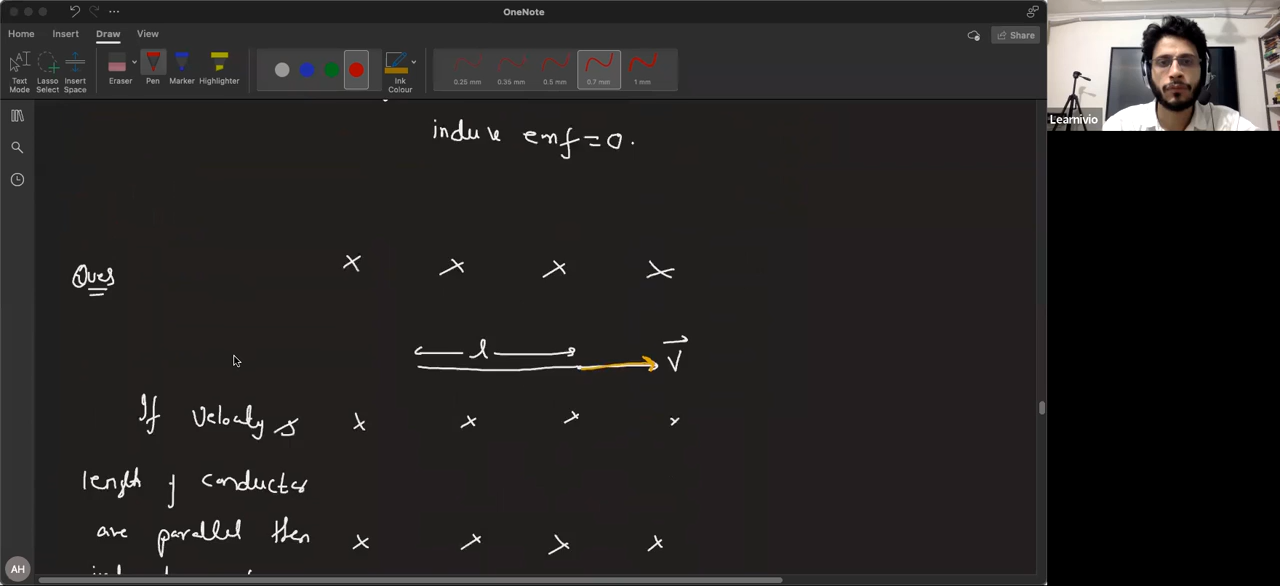 OneNote
Home Insert Draw View
Share
Text Mode
Lasso Select
Insert Space
Eraser
Pen
Marker
Highlighter
Ink Colour
0.25 mm
0.35 mm
0.5 mm
0.7 mm
1 mm
Learnivio
emf = 0.
Ques
l
V
If Velocity &
length of conductor
are parallel then
AH